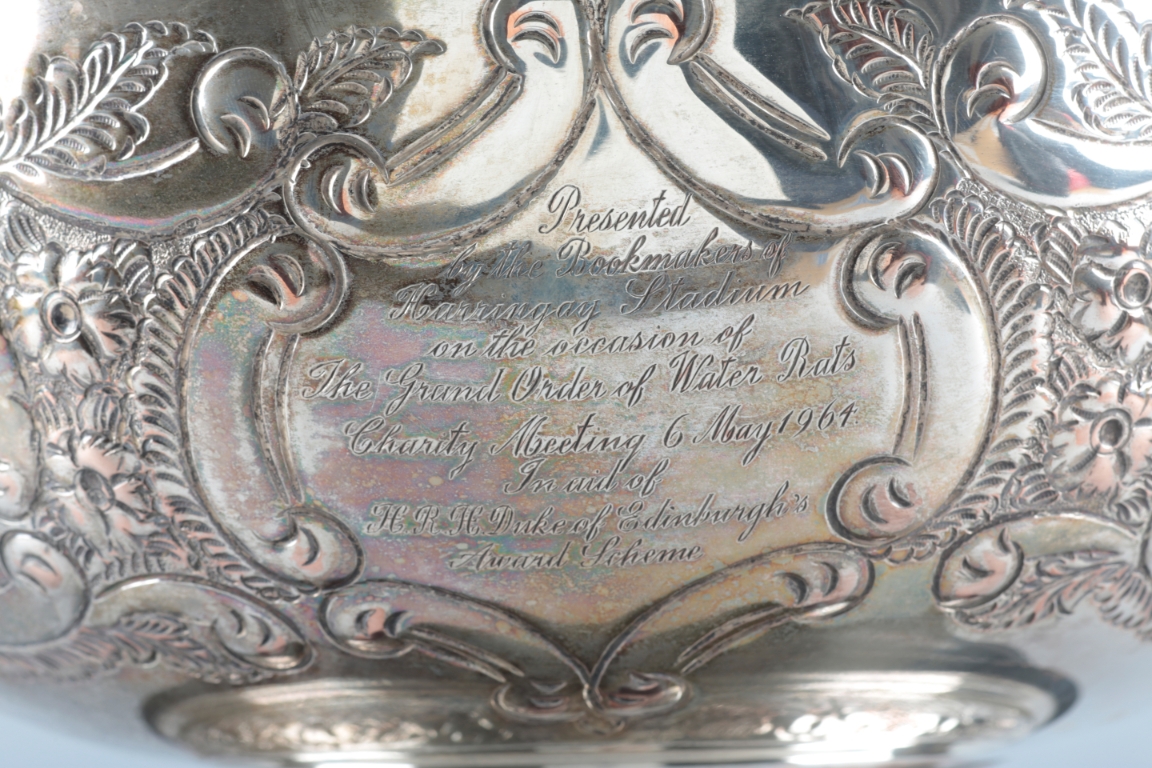 Presented
by the Bookmakers of
Harringay Stadium
on the occasion of
The Grand Order of Water Rats
Charity Meeting 6 May 1964.
In aid of
H.R.H. Duke of Edinburgh's
Award Scheme